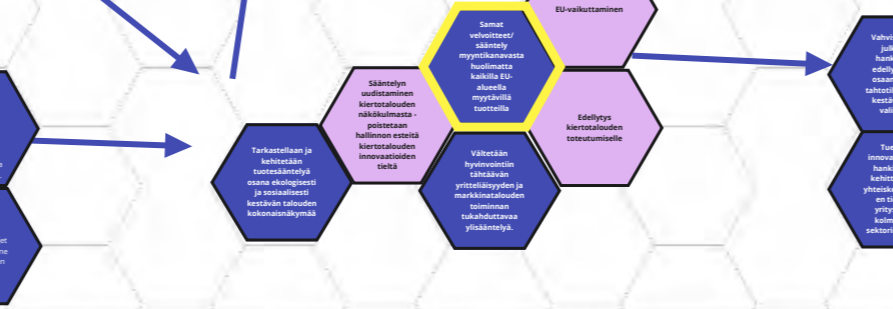 EU-vaikuttaminen
Samat
velvoitteet/
sääntely
myyntikanavasta
huolimatta
kaikilla EU-
alueella
myytävillä
tuotteilla
Sääntelyn
uudistaminen
kiertotalouden
näkökulmasta -
poistetaan
hallinnon esteitä
kiertotalouden
innovaatioiden
tieltä
Edellytys
kiertotalouden
toteutumiselle
Tarkastellaan ja
kehitetään
tuotesääntelyä
osana ekologisesti
ja sosiaalisesti
kestävän talouden
kokonaisnäkymää
Vältetään
hyvinvointiin
tähtäävän
yritteliäisyyden ja
markkinatalouden
toiminnan
tukahduttavaa
ylisääntelyä.